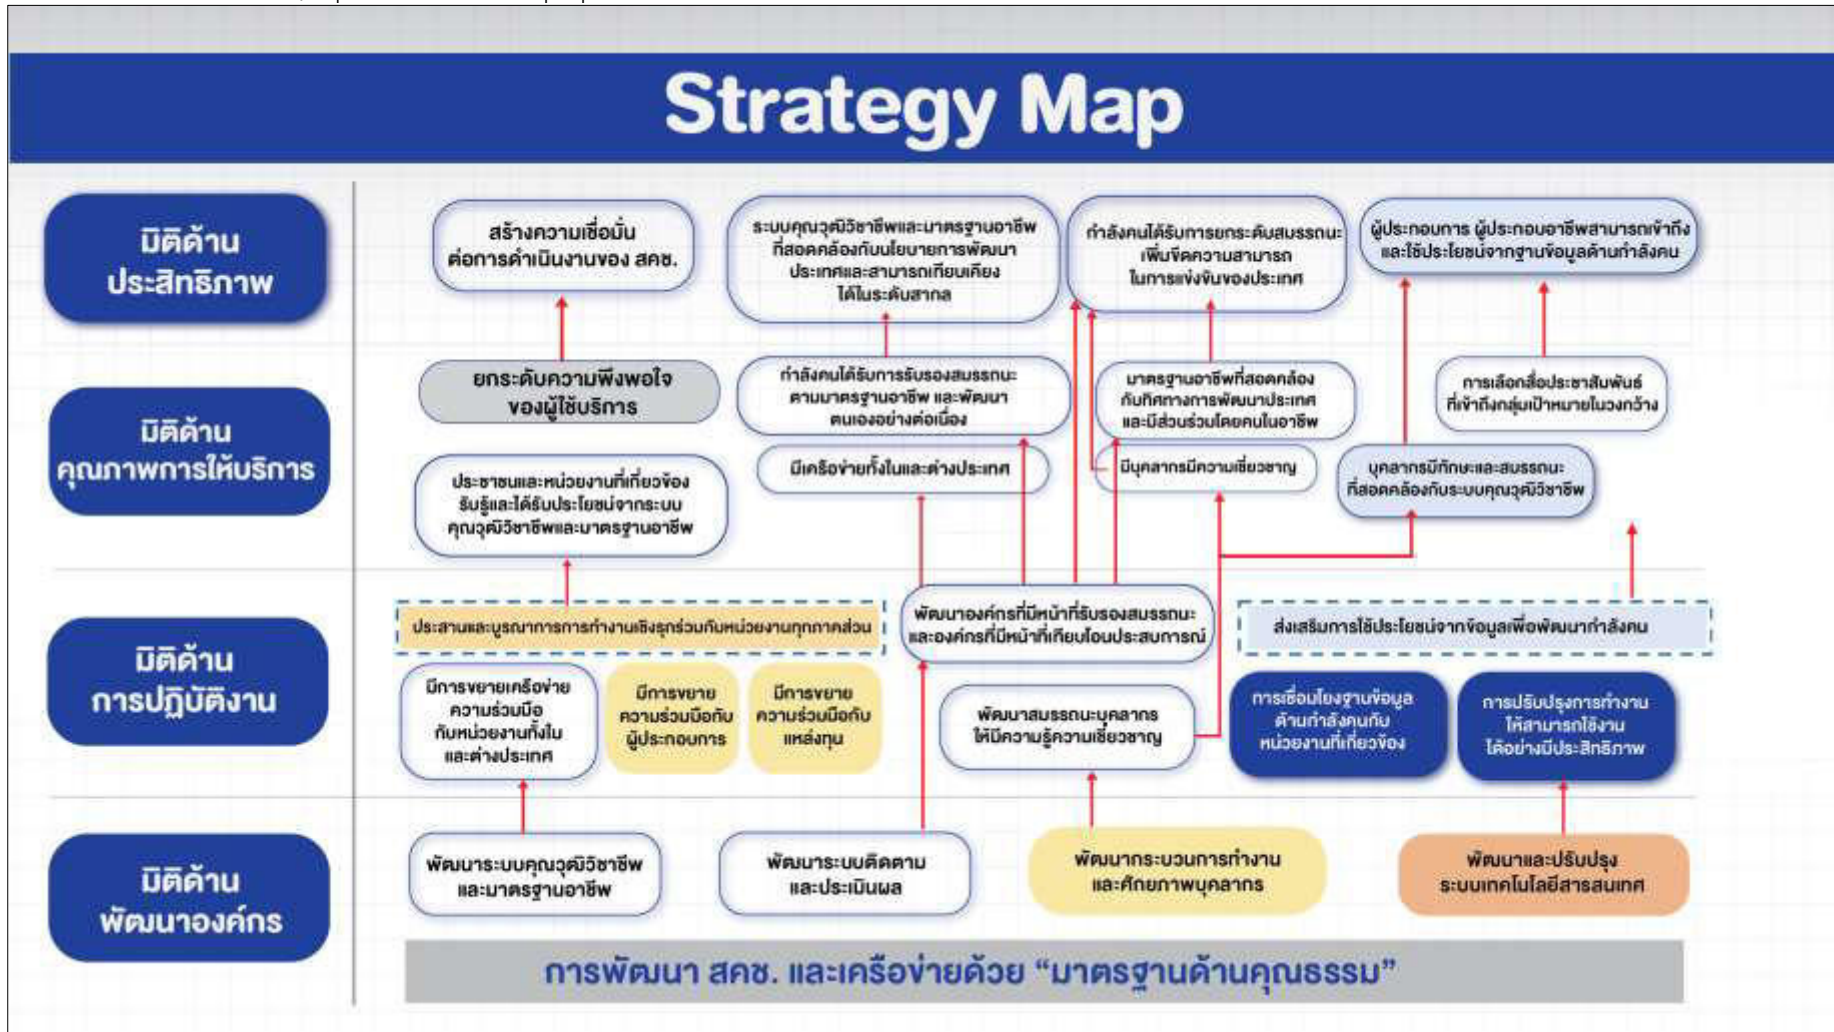 Strategy Map
มิติด้าน
ประสิทธิภาพ
สร้างความเชื่อมั่น
ต่อการดำเนินงานของ สคช.
ระบบคุณวุฒิวิชาชีพและมาตรฐานอาชีพ
ที่สอดคล้องกับนโยบายการพัฒนา
ประเทศและสามารถเทียบเคียง
ได้ในระดับสากล
กำลังคนได้รับการยกระดับสมรรถนะ
เพิ่มขีดความสามารถ
ในการแข่งขันของประเทศ
ผู้ประกอบการ ผู้ประกอบอาชีพสามารถเข้าถึง
และใช้ประโยชน์จากฐานข้อมูลด้านกำลังคน
มิติด้าน
คุณภาพการให้บริการ
ยกระดับความพึงพอใจ
ของผู้ใช้บริการ
กำลังคนได้รับการรับรองสมรรถนะ
ตามมาตรฐานอาชีพ และพัฒนา
ตนเองอย่างต่อเนื่อง
มาตรฐานอาชีพที่สอดคล้อง
กับทิศทางการพัฒนาประเทศ
และมีส่วนร่วมโดยคนในอาชีพ
การเลือกสื่อประชาสัมพันธ์
ที่เข้าถึงกลุ่มเป้าหมายในวงกว้าง
ประชาชนและหน่วยงานที่เกี่ยวข้อง
รับรู้และได้รับประโยชน์จากระบบ
คุณวุฒิวิชาชีพและมาตรฐานอาชีพ
มีเครือข่ายทั้งในและต่างประเทศ
มีบุคลากรมีความเชี่ยวชาญ
บุคลากรมีทักษะและสมรรถนะ
ที่สอดคล้องกับระบบคุณวุฒิวิชาชีพ
มิติด้าน
การปฏิบัติงาน
ประสานและบูรณาการการทำงานเชิงรุกร่วมกับหน่วยงานทุกภาคส่วน
พัฒนาองค์กรที่มีหน้าที่รับรองสมรรถนะ
และองค์กรที่มีหน้าที่เทียบโอนประสบการณ์
ส่งเสริมการใช้ประโยชน์จากข้อมูลเพื่อพัฒนากำลังคน
มีการขยายเครือข่าย
ความร่วมมือ
กับหน่วยงานทั้งใน
และต่างประเทศ
มีการขยาย
ความร่วมมือกับ
ผู้ประกอบการ
มีการขยาย
ความร่วมมือกับ
แหล่งทุน
พัฒนาสมรรถนะบุคลากร
ให้มีความรู้ความเชี่ยวชาญ
การเชื่อมโยงฐานข้อมูล
ด้านกำลังคนกับ
หน่วยงานที่เกี่ยวข้อง
การปรับปรุงการทำงาน
ให้สามารถใช้งาน
ได้อย่างมีประสิทธิภาพ
มิติด้าน
พัฒนาองค์กร
พัฒนาระบบคุณวุฒิวิชาชีพ
และมาตรฐานอาชีพ
พัฒนาระบบติดตาม
และประเมินผล
พัฒนากระบวนการทำงาน
และศักยภาพบุคลากร
พัฒนาและปรับปรุง
ระบบเทคโนโลยีสารสนเทศ
การพัฒนา สคช. และเครือข่ายด้วย “มาตรฐานด้านคุณธรรม”